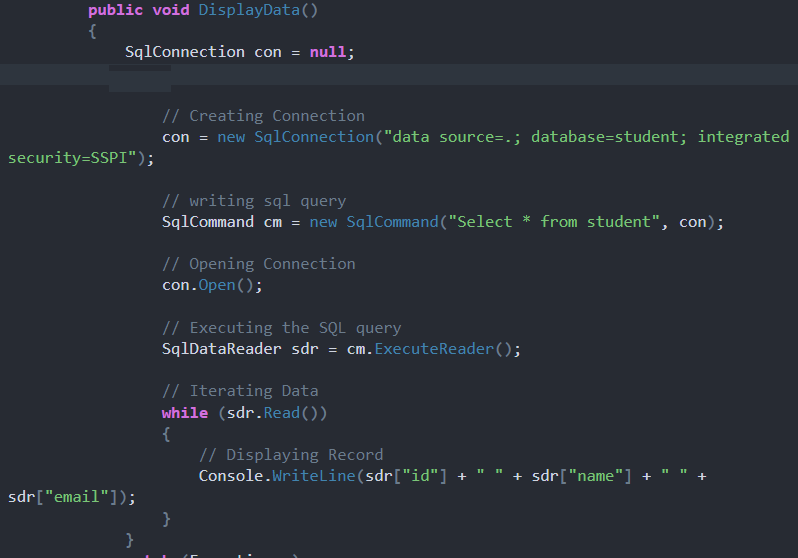 public void DisplayData()
{
SqlConnection con = null;
// Creating Connection
con = new SqlConnection("data source=.; database=student; integrated
security=SSPI");
// writing sql query
SqlCommand cm = new SqlCommand("Select * from student", con);
// Opening Connection
con.Open();
// Executing the SQL query
SqlDataReader sdr = cm.ExecuteReader();
// Iterating Data
while (sdr.Read())
{
// Displaying Record
Console.WriteLine(sdr["id"] + " " + sdr["name"] + " " +
sdr["email"]);
}
}